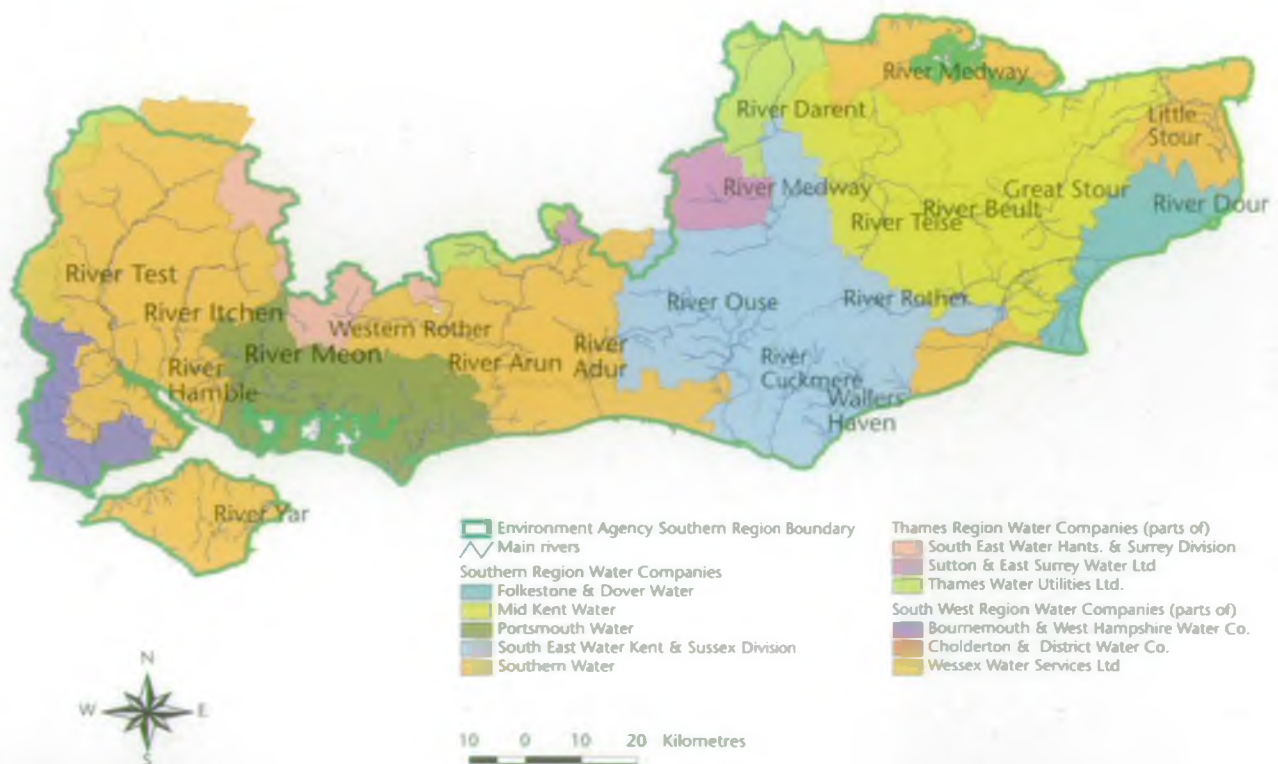 River Medway
River Darent
Little
Stour
River Medway
Great Stour
River Dour
River Beult
River Teise
River Test
River Ouse
River Rother
River Itchen
Western Rother
River Meon
River Arun
River
Adur
River
Hamble
River
Cuckmere
Wallers
Haven
River Yar
Environment Agency Southern Region Boundary
Main rivers
Southern Region Water Companies
Folkestone & Dover Water
Mid Kent Water
Portsmouth Water
South East Water Kent & Sussex Division
Southern Water
Thames Region Water Companies (parts of)
South East Water Hants. & Surrey Division
Sutton & East Surrey Water Ltd
Thames Water Utilities Ltd.
South West Region Water Companies (parts of)
Bournemouth & West Hampshire Water Co.
Cholderton & District Water Co.
Wessex Water Services Ltd
N
W E
S
10 0 10 20 Kilometres